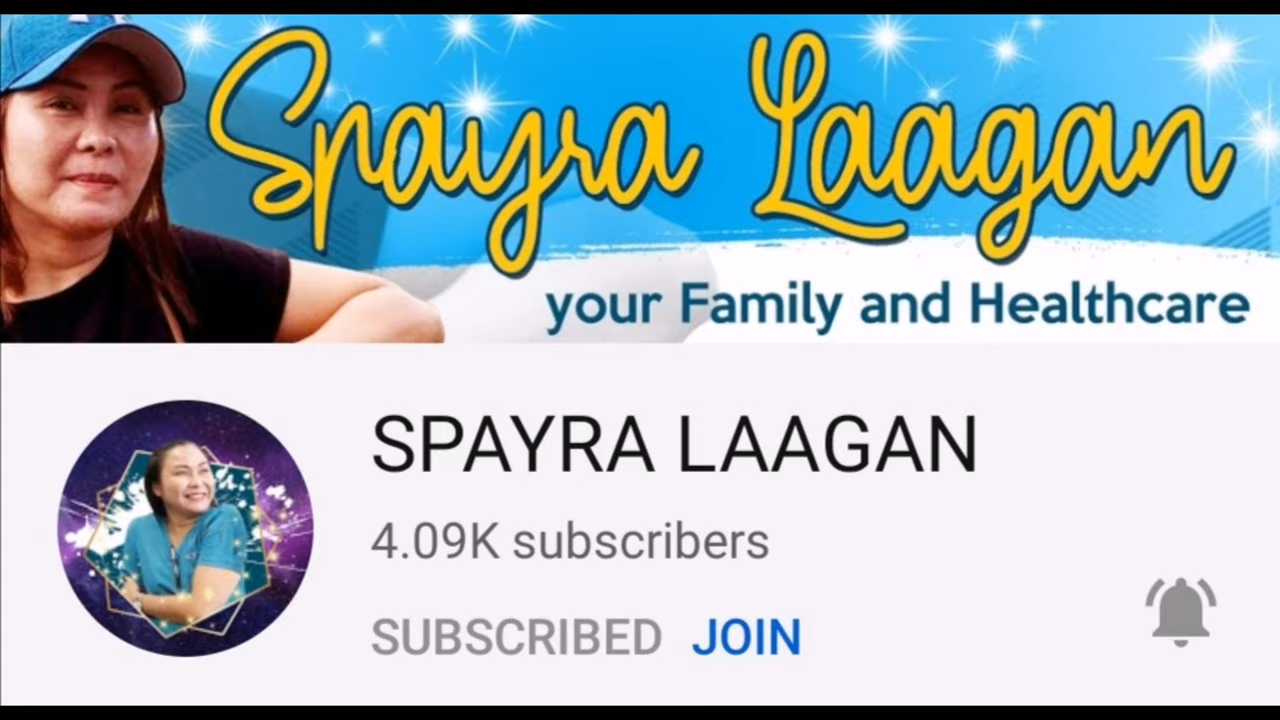 Spayra Laagan
your Family and Healthcare
SPAYRA LAAGAN
4.09K subscribers
SUBSCRIBED JOIN